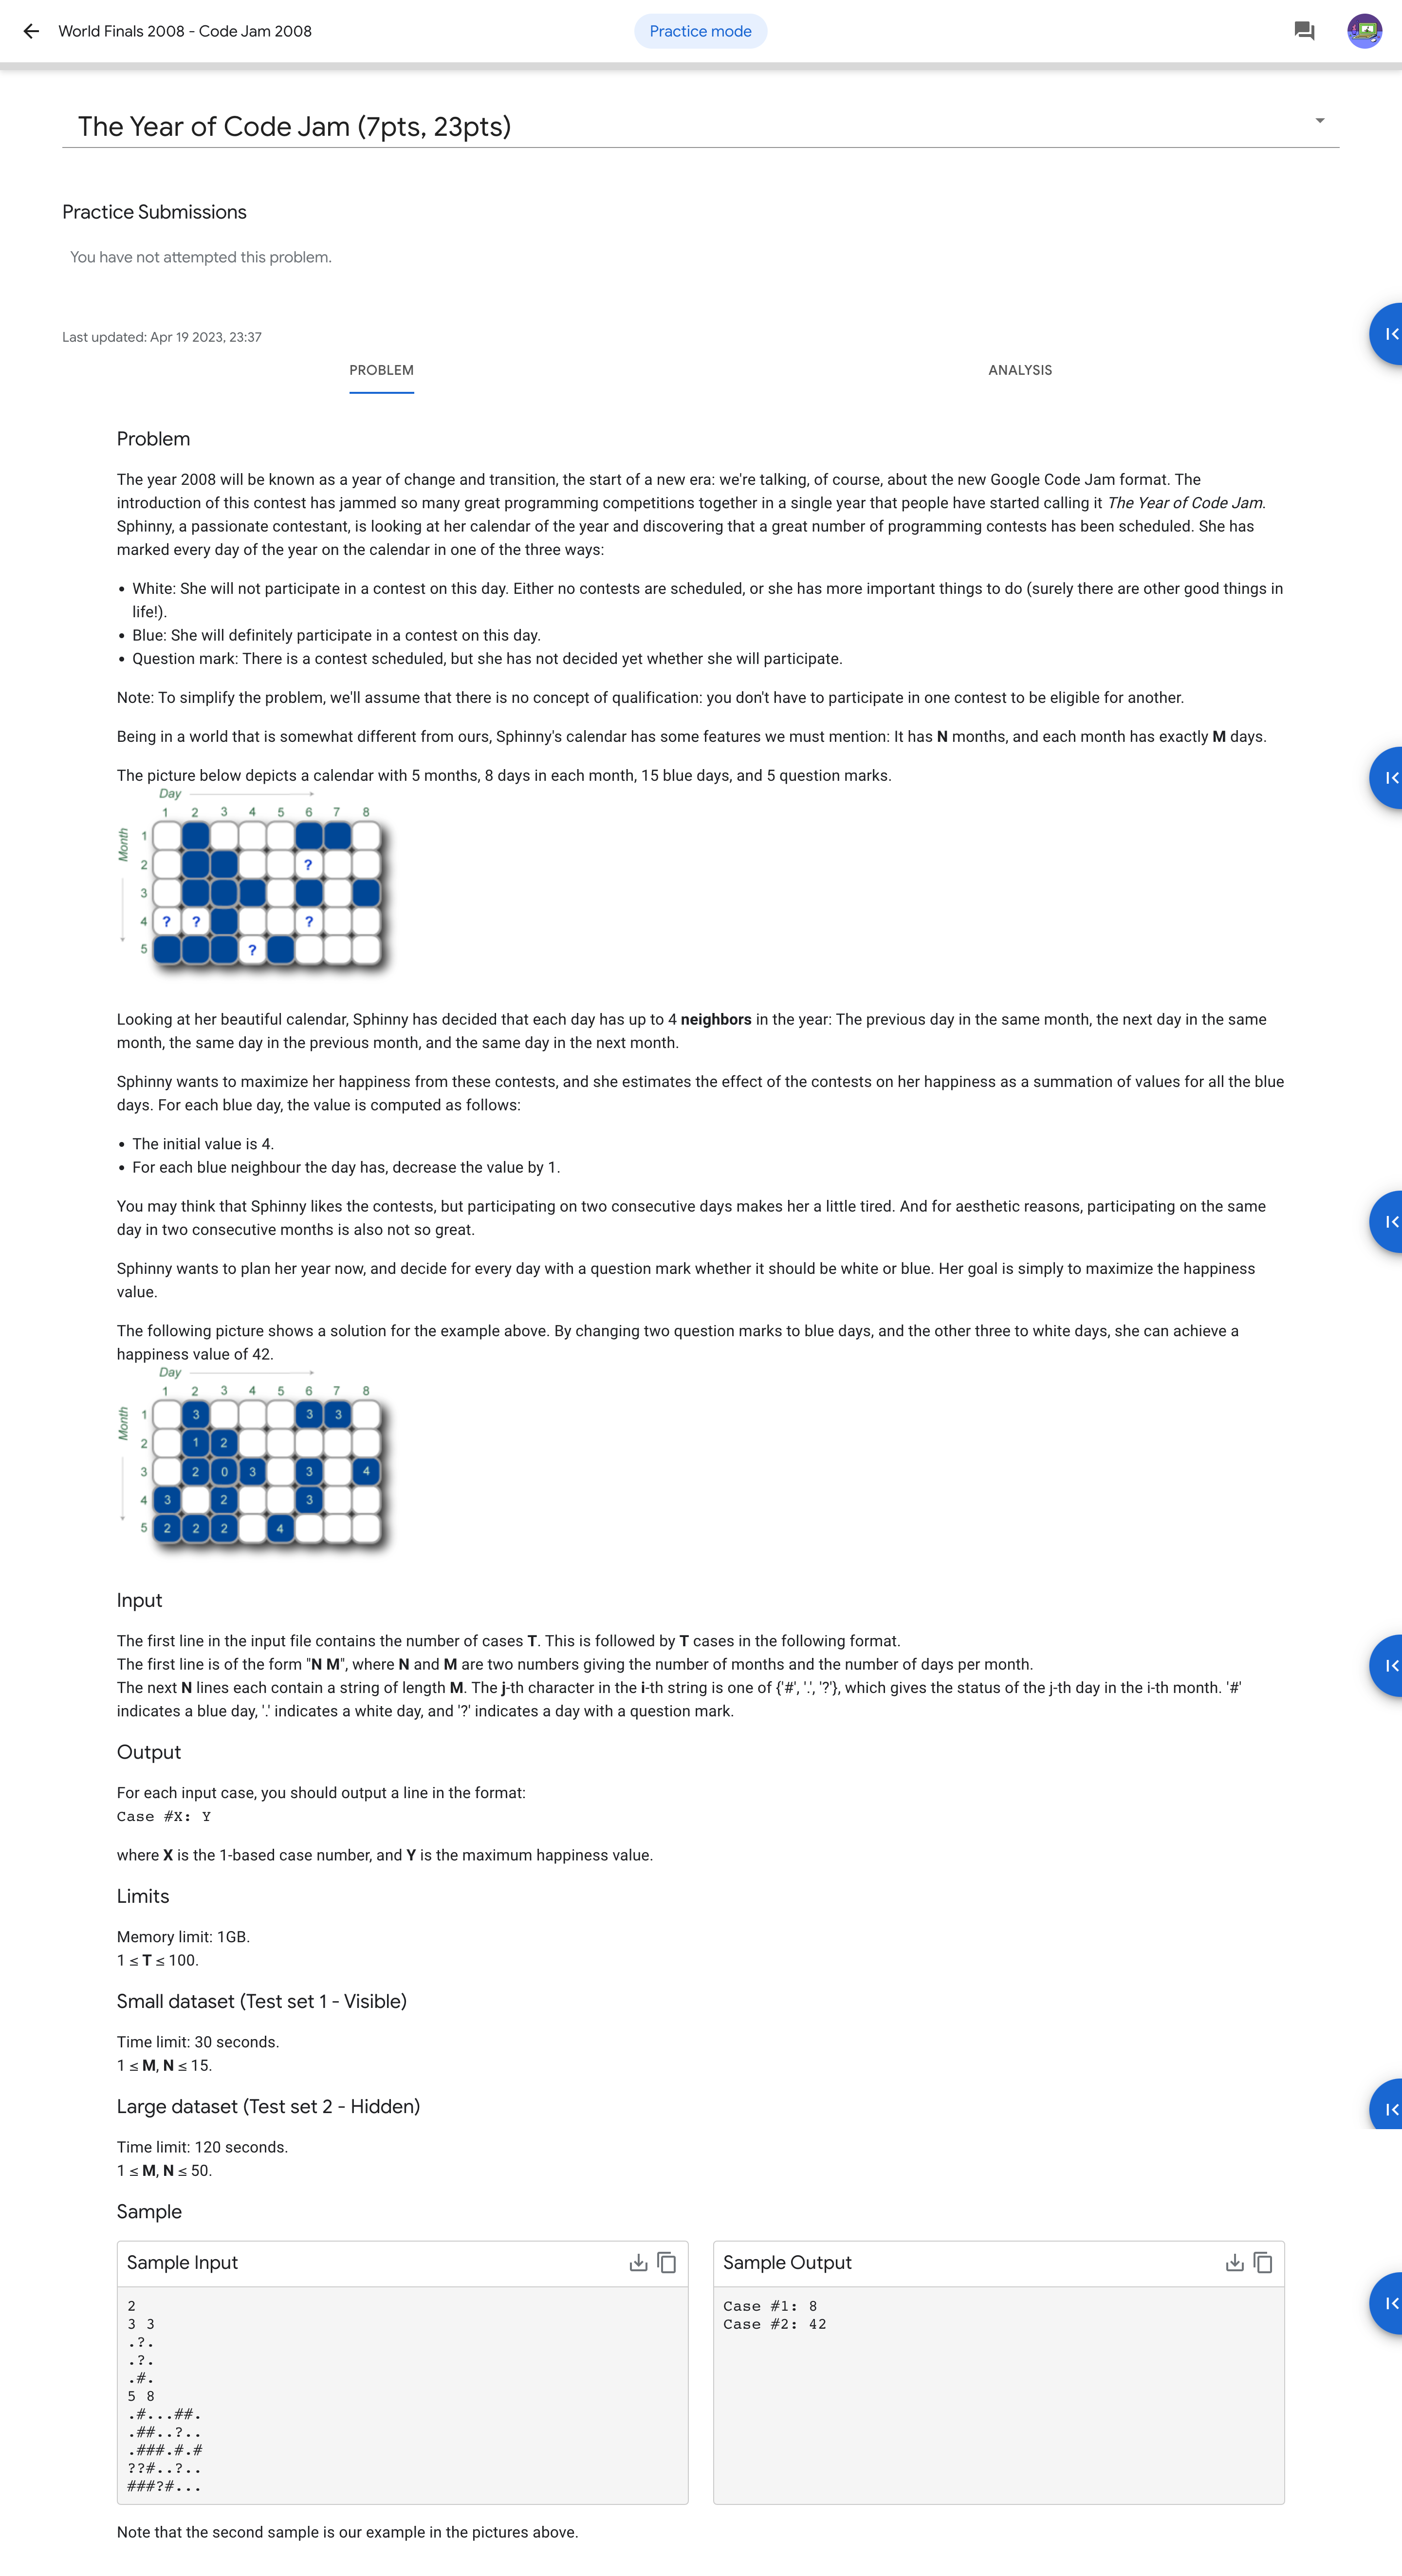 World Finals 2008 - Code Jam 2008
Practice mode
The Year of Code Jam (7pts, 23pts)
Practice Submissions
You have not attempted this problem.
Last updated: Apr 19 2023, 23:37
PROBLEM
ANALYSIS
Problem
The year 2008 will be known as a year of change and transition, the start of a new era: we're talking, of course, about the new Google Code Jam format. The
introduction of this contest has jammed so many great programming competitions together in a single year that people have started calling it The Year of Code Jam.
Sphinny, a passionate contestant, is looking at her calendar of the year and discovering that a great number of programming contests has been scheduled. She has
marked every day of the year on the calendar in one of the three ways:
• White: She will not participate in a contest on this day. Either no contests are scheduled, or she has more important things to do (surely there are other good things in
life!).
• Blue: She will definitely participate in a contest on this day.
• Question mark: There is a contest scheduled, but she has not decided yet whether she will participate.
Note: To simplify the problem, we'll assume that there is no concept of qualification: you don't have to participate in one contest to be eligible for another.
Being in a world that is somewhat different from ours, Sphinny's calendar has some features we must mention: It has N months, and each month has exactly M days.
The picture below depicts a calendar with 5 months, 8 days in each month, 15 blue days, and 5 question marks.
Day
1 2 3 4 5 6 7 8
Month
1
2 ?
3
4 ? ? ?
5 ?
Looking at her beautiful calendar, Sphinny has decided that each day has up to 4 neighbors in the year: The previous day in the same month, the next day in the same
month, the same day in the previous month, and the same day in the next month.
Sphinny wants to maximize her happiness from these contests, and she estimates the effect of the contests on her happiness as a summation of values for all the blue
days. For each blue day, the value is computed as follows:
• The initial value is 4.
• For each blue neighbour the day has, decrease the value by 1.
You may think that Sphinny likes the contests, but participating on two consecutive days makes her a little tired. And for aesthetic reasons, participating on the same
day in two consecutive months is also not so great.
Sphinny wants to plan her year now, and decide for every day with a question mark whether it should be white or blue. Her goal is simply to maximize the happiness
value.
The following picture shows a solution for the example above. By changing two question marks to blue days, and the other three to white days, she can achieve a
happiness value of 42.
Day
1 2 3 4 5 6 7 8
Month
1 3 3 3
2 1 2
3 2 0 3 3 4
4 3 2 3
5 2 2 2 4
Input
The first line in the input file contains the number of cases T. This is followed by T cases in the following format.
The first line is of the form "N M", where N and M are two numbers giving the number of months and the number of days per month.
The next N lines each contain a string of length M. The j-th character in the i-th string is one of {'#', '.', '?'}, which gives the status of the j-th day in the i-th month. '#'
indicates a blue day, '.' indicates a white day, and '?' indicates a day with a question mark.
Output
For each input case, you should output a line in the format:
Case #X: Y
where X is the 1-based case number, and Y is the maximum happiness value.
Limits
Memory limit: 1GB.
1 ≤ T ≤ 100.
Small dataset (Test set 1 - Visible)
Time limit: 30 seconds.
1 ≤ M, N ≤ 15.
Large dataset (Test set 2 - Hidden)
Time limit: 120 seconds.
1 ≤ M, N ≤ 50.
Sample
Sample Input
2
3 3
.?.
.?.
.#.
5 8
.#...##.
.##..?..
.###.#.#
??#..?..
###?#...
Sample Output
Case #1: 8
Case #2: 42
Note that the second sample is our example in the pictures above.